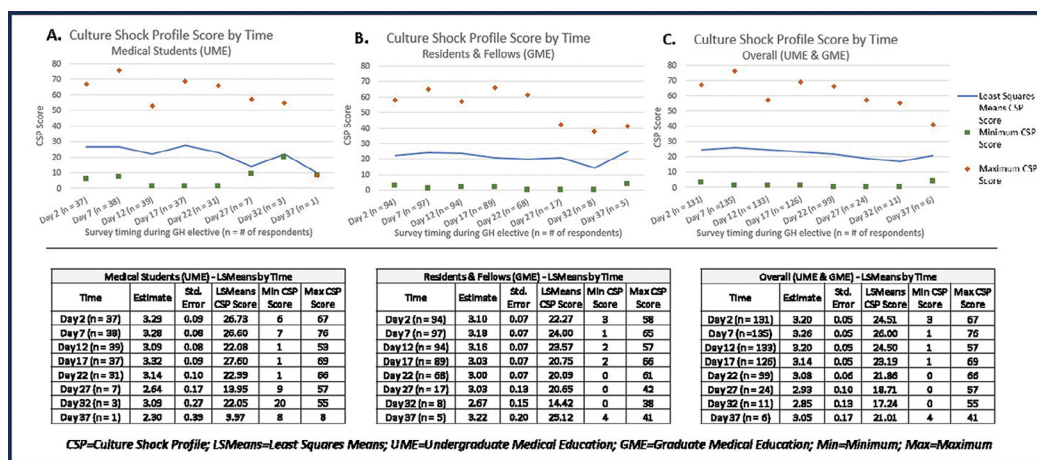 A. Culture Shock Profile Score by Time
Medical Students (UME)
CSP Score
80
70
60
50
40
30
20
10
0
Day 2 (n = 37)
Day 7 (n = 38)
Day 12 (n = 39)
Day 17 (n = 37)
Day 22 (n = 31)
Day 27 (n = 7)
Day 32 (n = 3)
Day 37 (n = 1)
Survey timing during GH elective (n = # of respondents)
B. Culture Shock Profile Score by Time
Residents & Fellows (GME)
CSP Score
80
70
60
50
40
30
20
10
0
Day 2 (n = 94)
Day 7 (n = 97)
Day 12 (n = 94)
Day 17 (n = 89)
Day 22 (n = 68)
Day 27 (n = 17)
Day 32 (n = 8)
Day 37 (n = 5)
Survey timing during GH elective (n = # of respondents)
C. Culture Shock Profile Score by Time
Overall (UME & GME)
CSP Score
80
70
60
50
40
30
20
10
0
Day 2 (n = 131)
Day 7 (n = 135)
Day 12 (n = 133)
Day 17 (n = 126)
Day 22 (n = 99)
Day 27 (n = 24)
Day 32 (n = 11)
Day 37 (n = 6)
Survey timing during GH elective (n = # of respondents)
Least Squares
Means CSP
Score
Minimum CSP
Score
Maximum CSP
Score
Medical Students (UME) - LSMeans by Time
Time Estimate Std. Error LSMeans CSP Score Min CSP Score Max CSP Score
Day 2 (n = 37) 3.29 0.09 26.73 6 67
Day 7 (n = 38) 3.28 0.08 26.60 7 76
Day 12 (n = 39) 3.09 0.08 22.08 1 53
Day 17 (n = 37) 3.32 0.09 27.60 1 69
Day 22 (n = 31) 3.14 0.10 22.99 1 66
Day 27 (n = 7) 2.64 0.17 13.95 9 57
Day 32 (n = 3) 3.09 0.27 22.05 20 55
Day 37 (n = 1) 2.30 0.39 9.97 8 8
Residents & Fellows (GME) - LSMeans by Time
Time Estimate Std. Error LSMeans CSP Score Min CSP Score Max CSP Score
Day 2 (n = 94) 3.10 0.07 22.27 3 58
Day 7 (n = 97) 3.18 0.07 24.00 1 65
Day 12 (n = 94) 3.16 0.07 23.57 2 57
Day 17 (n = 89) 3.03 0.07 20.75 2 66
Day 22 (n = 68) 3.00 0.07 20.09 0 61
Day 27 (n = 17) 3.03 0.13 20.65 0 42
Day 32 (n = 8) 2.67 0.15 14.42 0 38
Day 37 (n = 5) 3.22 0.20 25.12 4 41
Overall (UME & GME) - LSMeans by Time
Time Estimate Std. Error LSMeans CSP Score Min CSP Score Max CSP Score
Day 2 (n = 131) 3.20 0.05 24.51 3 67
Day 7 (n =135) 3.26 0.05 26.00 1 76
Day 12 (n = 133) 3.20 0.05 24.50 1 57
Day 17 (n = 126) 3.14 0.05 23.19 1 69
Day 22 (n = 99) 3.08 0.06 21.86 0 66
Day 27 (n = 24) 2.93 0.10 18.71 0 57
Day 32 (n = 11) 2.85 0.13 17.24 0 55
Day 37 (n = 6) 3.05 0.17 21.01 4 41
CSP=Culture Shock Profile; LSMeans=Least Squares Means; UME=Undergraduate Medical Education; GME=Graduate Medical Education; Min=Minimum; Max=Maximum